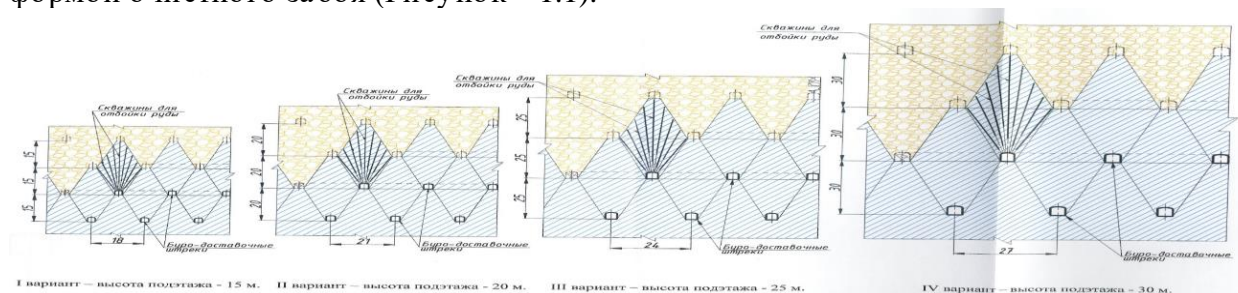 формой очистного забоя (Рисунок – 1.1).
Скважины для
отбойки руды
15
15
15
18
Буро-доставочные
штреки
I вариант – высота подэтажа - 15 м.
Скважины для
отбойки руды
20
20
20
21
Буро-доставочные
штреки
II вариант – высота подэтажа - 20 м.
Скважины для
отбойки руды
25
25
25
24
Буро-доставочные
штреки
III вариант – высота подэтажа - 25 м.
Скважины для
отбойки руды
30
30
30
27
Буро-доставочные
штреки
IV вариант – высота подэтажа - 30 м.